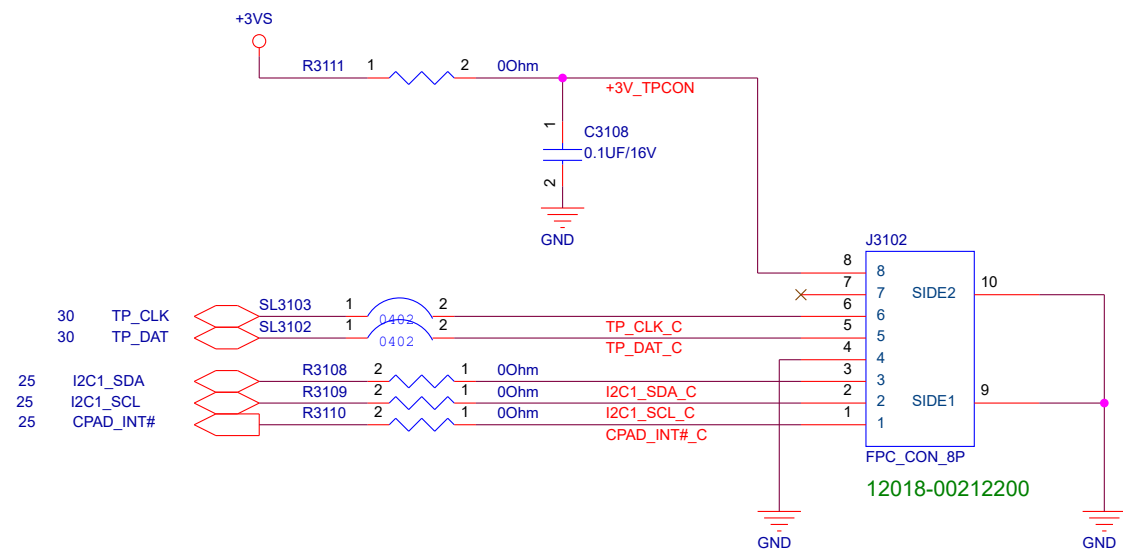 +3VS
R3111 1 2 0Ohm
+3V_TPCON
1
C3108
0.1UF/16V
2
GND
J3102
8 8
7 7 SIDE2 10
30 TP_CLK SL3103 1 0402 2 TP_CLK_C 6 6
30 TP_DAT SL3102 1 0402 2 TP_DAT_C 5 5
4 4
25 I2C1_SDA R3108 2 1 0Ohm I2C1_SDA_C 3 3
25 I2C1_SCL R3109 2 1 0Ohm I2C1_SCL_C 2 2 SIDE1 9
25 CPAD_INT# R3110 2 1 0Ohm CPAD_INT#_C 1 1
FPC_CON_8P
12018-00212200
GND
GND